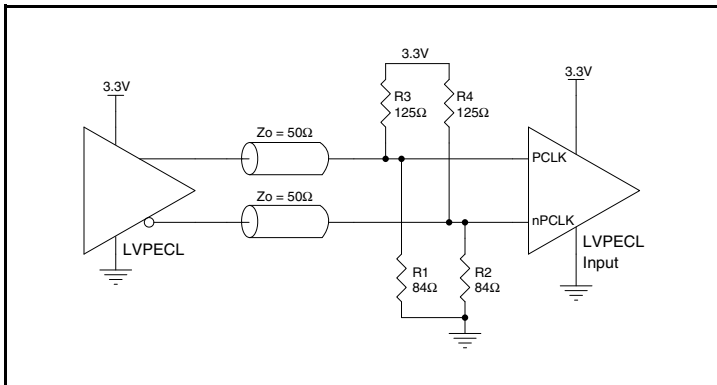 3.3V
3.3V
3.3V
R3
125Ω
R4
125Ω
Zo = 50Ω
PCLK
Zo = 50Ω
nPCLK
LVPECL
LVPECL
Input
R1
84Ω
R2
84Ω